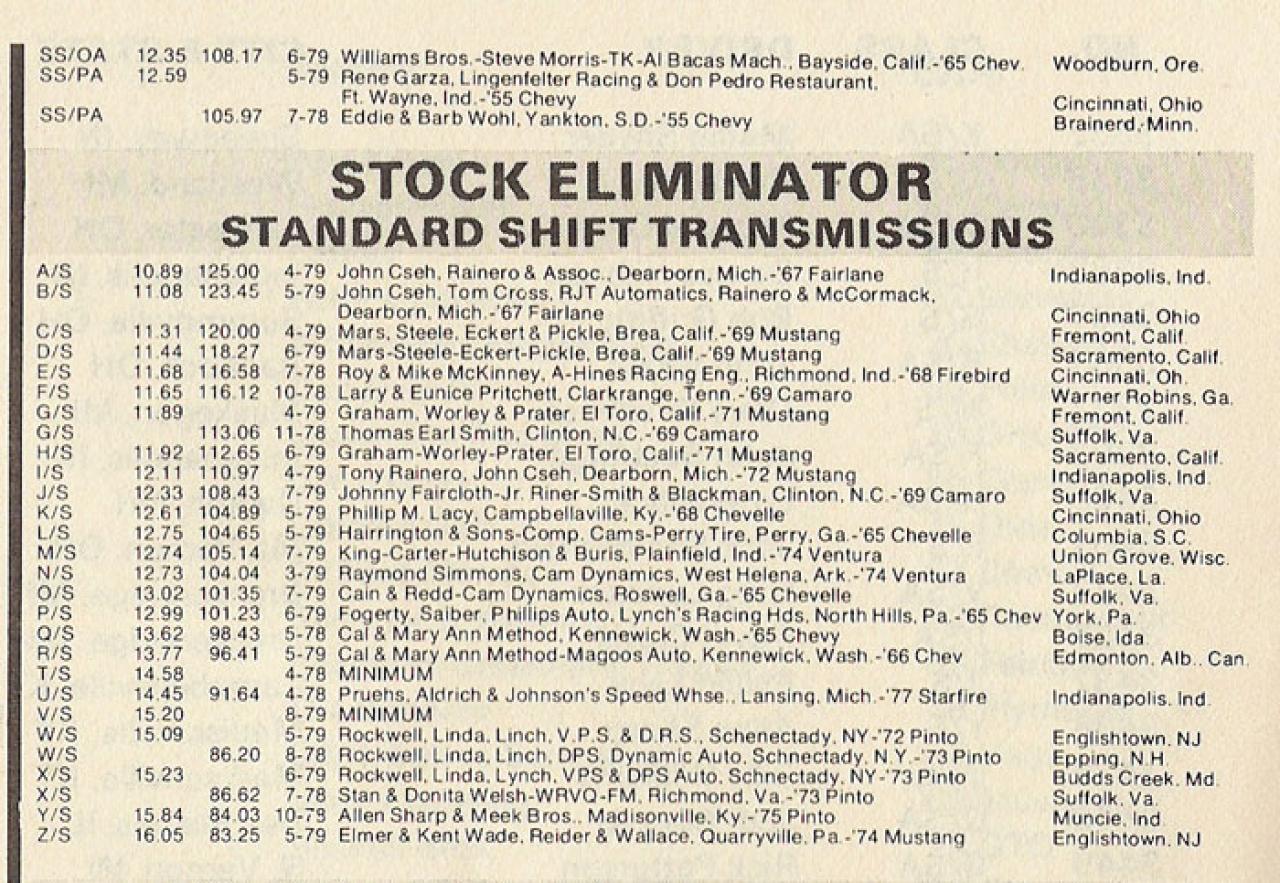 SS/OA 12.35 108.17 6-79 Williams Bros.-Steve Morris-TK-Al Bacas Mach., Bayside, Calif.-'65 Chev. Woodburn, Ore.
SS/PA 12.59 5-79 Rene Garza, Lingenfelter Racing & Don Pedro Restaurant,
Ft. Wayne, Ind.-'55 Chevy Cincinnati, Ohio
SS/PA 105.97 7-78 Eddie & Barb Wohl, Yankton, S.D.-'55 Chevy Brainerd, Minn.
STOCK ELIMINATOR
STANDARD SHIFT TRANSMISSIONS
A/S 10.89 125.00 4-79 John Cseh, Rainero & Assoc., Dearborn, Mich.-'67 Fairlane Indianapolis, Ind.
B/S 11.08 123.45 5-79 John Cseh, Tom Cross, RJT Automatics, Rainero & McCormack,
Dearborn, Mich.-'67 Fairlane Cincinnati, Ohio
C/S 11.31 120.00 4-79 Mars, Steele, Eckert & Pickle, Brea, Calif.-'69 Mustang Fremont, Calif.
D/S 11.44 118.27 6-79 Mars-Steele-Eckert-Pickle, Brea, Calif.-'69 Mustang Sacramento, Calif.
E/S 11.68 116.58 7-78 Roy & Mike McKinney, A-Hines Racing Eng., Richmond, Ind.-'68 Firebird Cincinnati, Oh.
F/S 11.65 116.12 10-78 Larry & Eunice Pritchett, Clarkrange, Tenn.-'69 Camaro Warner Robins, Ga.
G/S 11.89 4-79 Graham, Worley & Prater, El Toro, Calif.-'71 Mustang Fremont, Calif.
G/S 113.06 11-78 Thomas Earl Smith, Clinton, N.C.-'69 Camaro Suffolk, Va.
H/S 11.92 112.65 6-79 Graham-Worley-Prater, El Toro, Calif.-'71 Mustang Sacramento, Calif.
I/S 12.11 110.97 4-79 Tony Rainero, John Cseh, Dearborn, Mich.-'72 Mustang Indianapolis, Ind.
J/S 12.33 108.43 7-79 Johnny Faircloth-Jr. Riner-Smith & Blackman, Clinton, N.C.-'69 Camaro Suffolk, Va.
K/S 12.61 104.89 5-79 Phillip M. Lacy, Campbellaville, Ky.-'68 Chevelle Cincinnati, Ohio
L/S 12.75 104.65 5-79 Hairrington & Sons-Comp. Cams-Perry Tire, Perry, Ga.-'65 Chevelle Columbia, S.C.
M/S 12.74 105.14 7-79 King-Carter-Hutchison & Buris, Plainfield, Ind.-'74 Ventura Union Grove, Wisc.
N/S 12.73 104.04 3-79 Raymond Simmons, Cam Dynamics, West Helena, Ark.-'74 Ventura LaPlace, La.
O/S 13.02 101.35 7-79 Cain & Redd-Cam Dynamics, Roswell, Ga.-'65 Chevelle Suffolk, Va.
P/S 12.99 101.23 6-79 Fogerty, Saiber, Phillips Auto, Lynch's Racing Hds, North Hills, Pa.-'65 Chev York, Pa.
Q/S 13.62 98.43 5-78 Cal & Mary Ann Method, Kennewick, Wash.-'65 Chevy Boise, Ida.
R/S 13.77 96.41 5-79 Cal & Mary Ann Method-Magoos Auto, Kennewick, Wash.-'66 Chev Edmonton, Alb., Can.
T/S 14.58 4-78 MINIMUM
U/S 14.45 91.64 4-78 Pruehs, Aldrich & Johnson's Speed Whse., Lansing, Mich.-'77 Starfire Indianapolis, Ind.
V/S 15.20 8-79 MINIMUM
W/S 15.09 5-79 Rockwell, Linda, Linch, V.P.S. & D.R.S., Schenectady, NY-'72 Pinto Englishtown, NJ
W/S 86.20 8-78 Rockwell, Linda, Linch, DPS, Dynamic Auto, Schnectady, N.Y.-'73 Pinto Epping, N.H.
X/S 15.23 6-79 Rockwell, Linda, Lynch, VPS & DPS Auto, Schnectady, NY-'73 Pinto Budds Creek, Md.
X/S 86.62 7-78 Stan & Donita Welsh-WRVQ-FM, Richmond, Va.-'73 Pinto Suffolk, Va.
Y/S 15.84 84.03 Allen Sharp & Meek Bros., Madisonville, Ky.-'75 Pinto Muncie, Ind.
Z/S 16.05 83.25 5-79 Elmer & Kent Wade, Reider & Wallace, Quarryville, Pa.-'74 Mustang Englishtown, NJ